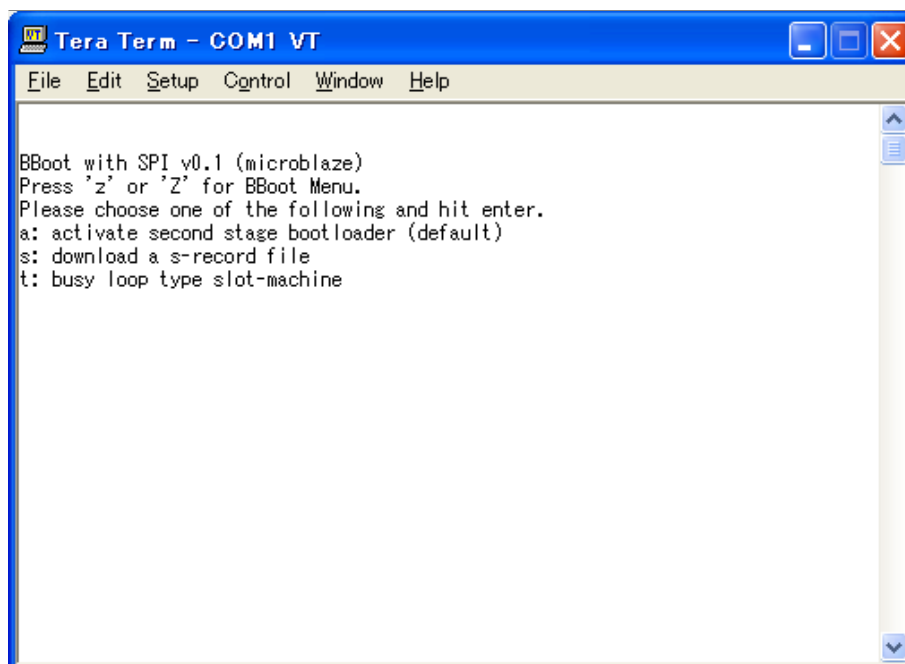 Tera Term - COM1 VT
File Edit Setup Control Window Help
BBoot with SPI v0.1 (microblaze)
Press 'z' or 'Z' for BBoot Menu.
Please choose one of the following and hit enter.
a: activate second stage bootloader (default)
s: download a s-record file
t: busy loop type slot-machine